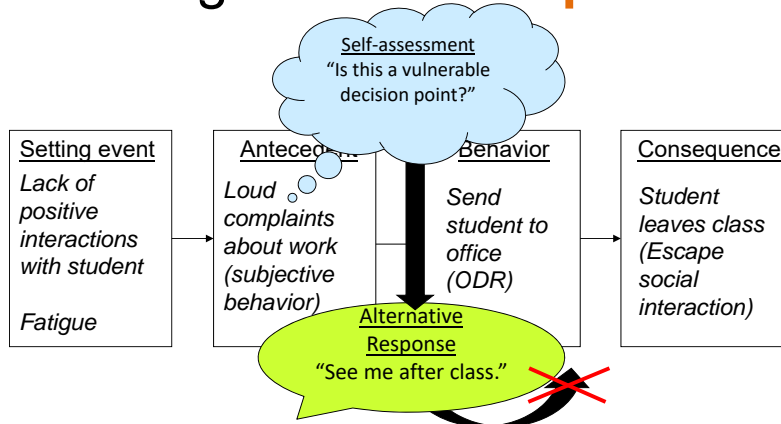 Self-assessment
“Is this a vulnerable
decision point?”
Setting event
Lack of
positive
interactions
with student
Fatigue
Loud
complaints
about work
(subjective
behavior)
Behavior
Send
student to
office
(ODR)
Consequence
Student
leaves class
(Escape
social
interaction)
Alternative
Response
“See me after class.”